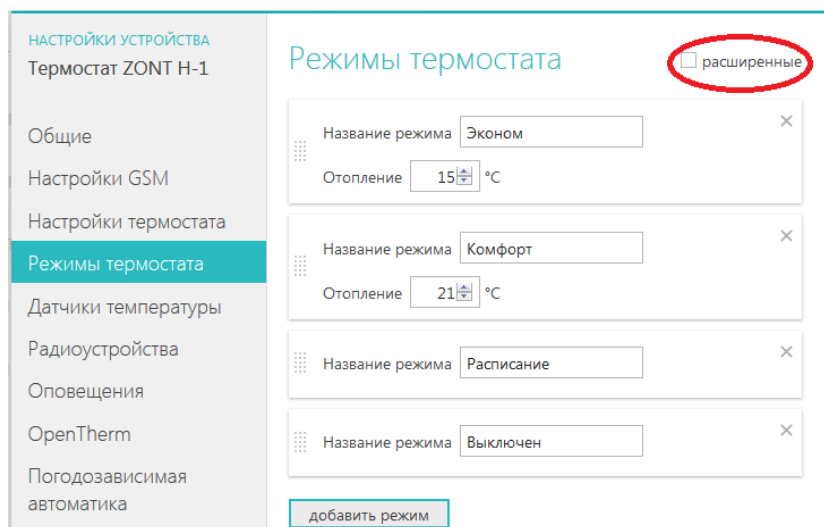 НАСТРОЙКИ УСТРОЙСТВА
Термостат ZONT H-1
Общие
Настройки GSM
Настройки термостата
Режимы термостата
Датчики температуры
Радиоустройства
Оповещения
OpenTherm
Погодозависимая
автоматика
Режимы термостата
расширенные
Название режима Эконом
Отопление 15 °C
Название режима Комфорт
Отопление 21 °C
Название режима Расписание
Название режима Выключен
добавить режим